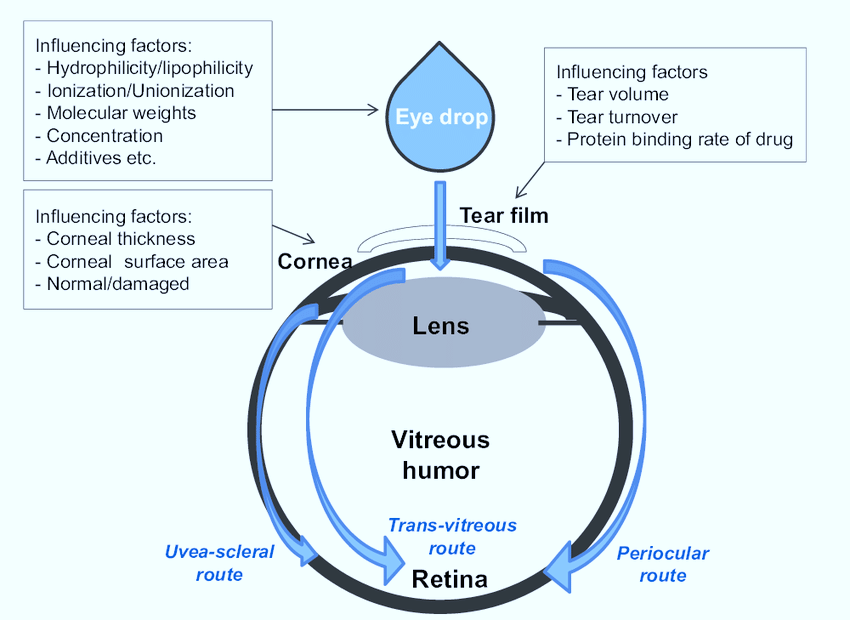 Influencing factors:
- Hydrophilicity/lipophilicity
- Ionization/Unionization
- Molecular weights
- Concentration
- Additives etc.
Eye drop
Influencing factors
- Tear volume
- Tear turnover
- Protein binding rate of drug
Influencing factors:
- Corneal thickness
- Corneal  surface area
- Normal/damaged
Tear film
Cornea
Lens
Vitreous
humor
Uvea-scleral
route
Trans-vitreous
route
Periocular
route
Retina